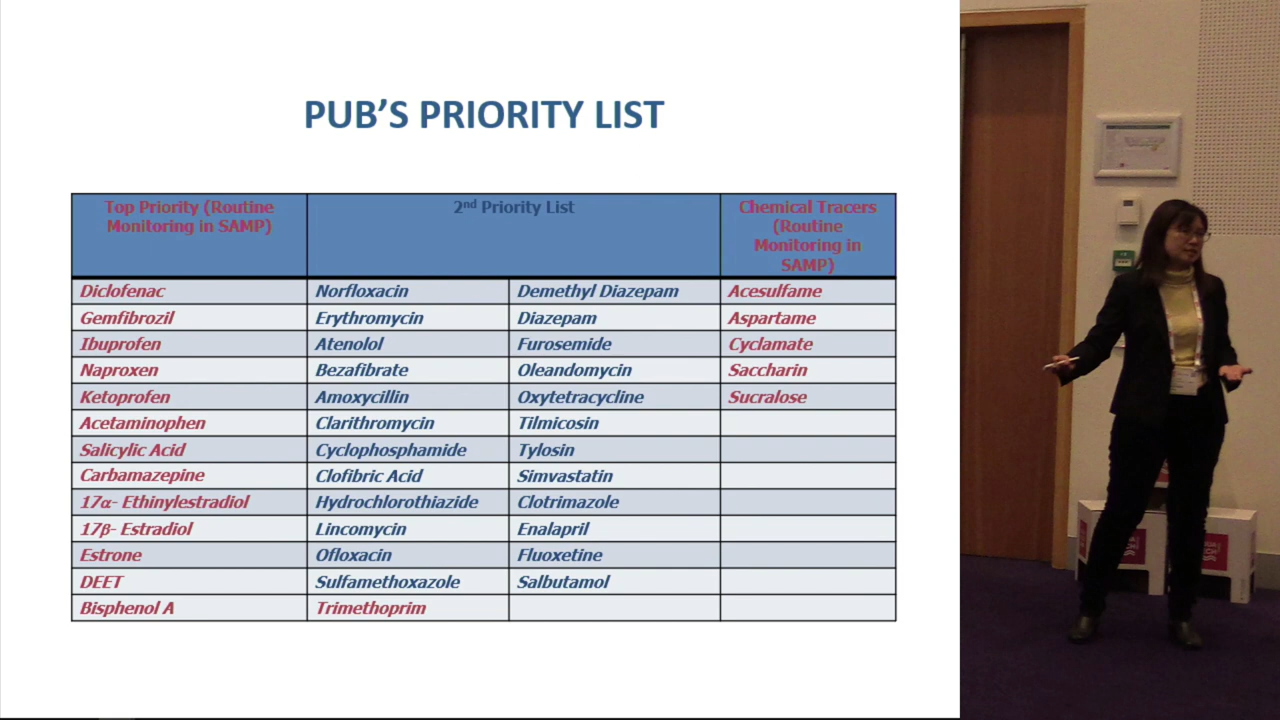 PUB'S PRIORITY LIST
Top Priority (Routine Monitoring in SAMP) 2nd Priority List Chemical Tracers (Routine Monitoring in SAMP)
Diclofenac Norfloxacin Demethyl Diazepam Acesulfame
Gemfibrozil Erythromycin Diazepam Aspartame
Ibuprofen Atenolol Furosemide Cyclamate
Naproxen Bezafibrate Oleandomycin Saccharin
Ketoprofen Amoxycillin Oxytetracycline Sucralose
Acetaminophen Clarithromycin Tilmicosin
Salicylic Acid Cyclophosphamide Tylosin
Carbamazepine Clofibric Acid Simvastatin
17α- Ethinylestradiol Hydrochlorothiazide Clotrimazole
17β- Estradiol Lincomycin Enalapril
Estrone Ofloxacin Fluoxetine
DEET Sulfamethoxazole Salbutamol
Bisphenol A Trimethoprim